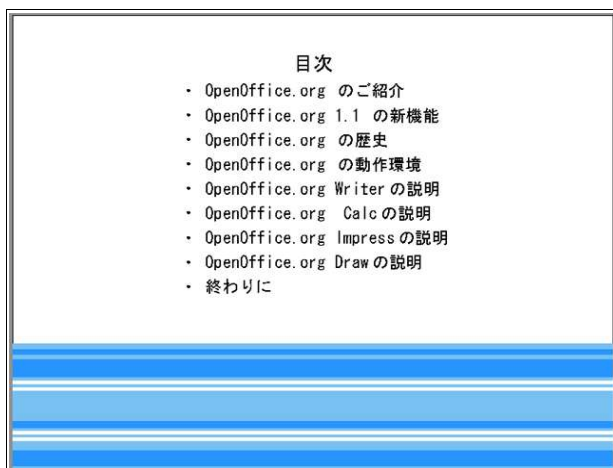 目次
・ OpenOffice.org のご紹介
・ OpenOffice.org 1.1 の新機能
・ OpenOffice.org の歴史
・ OpenOffice.org の動作環境
・ OpenOffice.org Writer の説明
・ OpenOffice.org Calc の説明
・ OpenOffice.org Impress の説明
・ OpenOffice.org Draw の説明
・ 終わりに